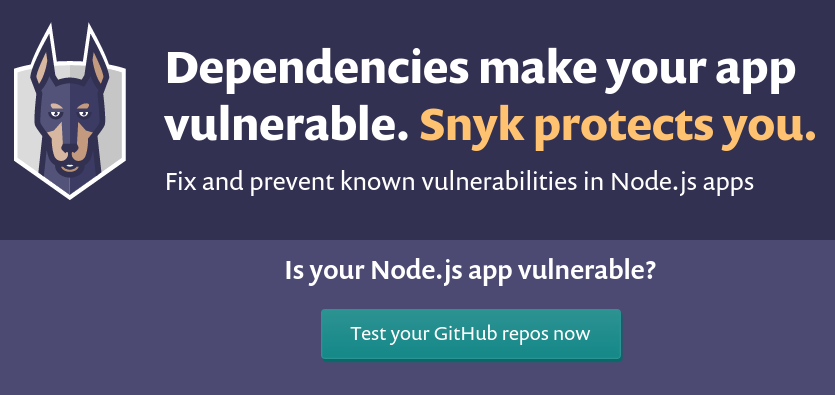 Dependencies make your app
vulnerable. Snyk protects you.
Fix and prevent known vulnerabilities in Node.js apps
Is your Node.js app vulnerable?
Test your GitHub repos now